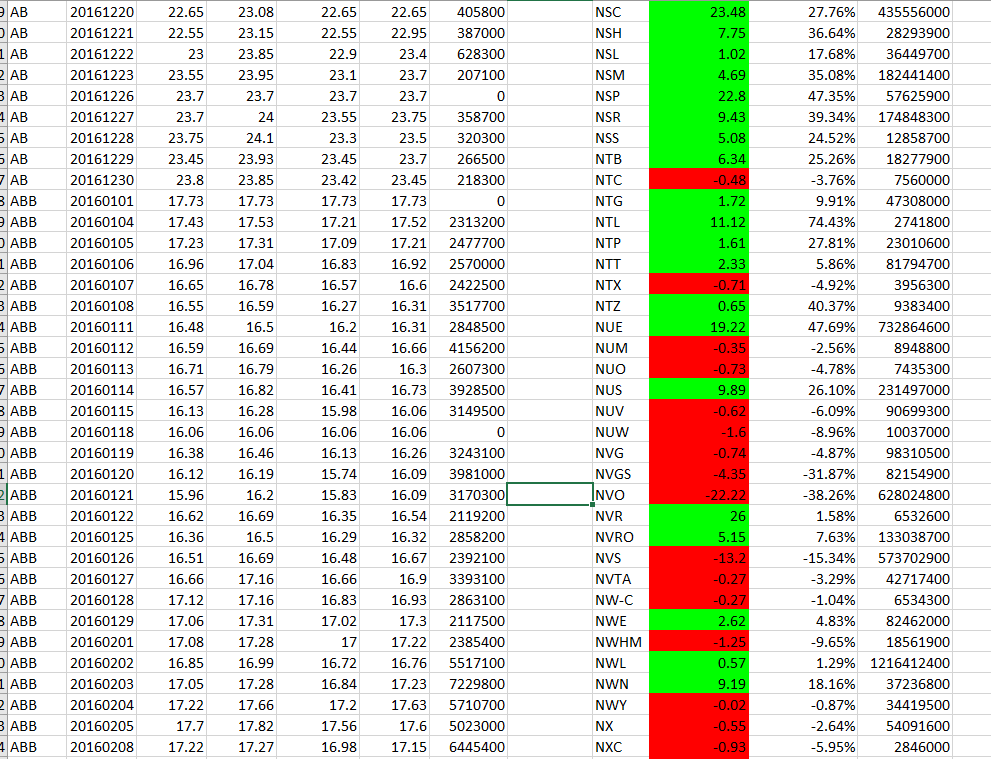 9 AB 20161220 22.65 23.08 22.65 22.65 405800 NSC 23.48 27.76% 435556000
0 AB 20161221 22.55 23.15 22.55 22.95 387000 NSH 7.75 36.64% 28293900
1 AB 20161222 23 23.85 22.9 23.4 628300 NSL 1.02 17.68% 36449700
2 AB 20161223 23.55 23.95 23.1 23.7 207100 NSM 4.69 35.08% 182441400
3 AB 20161226 23.7 23.7 23.7 23.7 0 NSP 22.8 47.35% 57625900
4 AB 20161227 23.7 24 23.55 23.75 358700 NSR 9.43 39.34% 174848300
5 AB 20161228 23.75 24.1 23.3 23.5 320300 NSS 5.08 24.52% 12858700
6 AB 20161229 23.45 23.93 23.45 23.7 266500 NTB 6.34 25.26% 18277900
7 AB 20161230 23.8 23.85 23.42 23.45 218300 NTC -0.48 -3.76% 7560000
8 ABB 20160101 17.73 17.73 17.73 17.73 0 NTG 1.72 9.91% 47308000
9 ABB 20160104 17.43 17.53 17.21 17.52 2313200 NTL 11.12 74.43% 2741800
0 ABB 20160105 17.23 17.31 17.09 17.21 2477700 NTP 1.61 27.81% 23010600
1 ABB 20160106 16.96 17.04 16.83 16.92 2570000 NTT 2.33 5.86% 81794700
2 ABB 20160107 16.65 16.78 16.57 16.6 2422500 NTX -0.71 -4.92% 3956300
3 ABB 20160108 16.55 16.59 16.27 16.31 3517700 NTZ 0.65 40.37% 9383400
4 ABB 20160111 16.48 16.5 16.2 16.31 2848500 NUE 19.22 47.69% 732864600
5 ABB 20160112 16.59 16.69 16.44 16.66 4156200 NUM -0.35 -2.56% 8948800
6 ABB 20160113 16.71 16.79 16.26 16.3 2607300 NUO -0.73 -4.78% 7435300
7 ABB 20160114 16.57 16.82 16.41 16.73 3928500 NUS 9.89 26.10% 231497000
8 ABB 20160115 16.13 16.28 15.98 16.06 3149500 NUV -0.62 -6.09% 90699300
9 ABB 20160118 16.06 16.06 16.06 16.06 0 NUW -1.6 -8.96% 10037000
0 ABB 20160119 16.38 16.46 16.13 16.26 3243100 NVG -0.74 -4.87% 98310500
1 ABB 20160120 16.12 16.19 15.74 16.09 3981000 NVGS -4.35 -31.87% 82154900
2 ABB 20160121 15.96 16.2 15.83 16.09 3170300 NVO -22.22 -38.26% 628024800
3 ABB 20160122 16.62 16.69 16.35 16.54 2119200 NVR 26 1.58% 6532600
4 ABB 20160125 16.36 16.5 16.29 16.32 2858200 NVRO 5.15 7.63% 133038700
5 ABB 20160126 16.51 16.69 16.48 16.67 2392100 NVS -13.2 -15.34% 573702900
6 ABB 20160127 16.66 17.16 16.66 16.9 3393100 NVTA -0.27 -3.29% 42717400
7 ABB 20160128 17.12 17.16 16.83 16.93 2863100 NW-C -0.27 -1.04% 6534300
8 ABB 20160129 17.06 17.31 17.02 17.3 2117500 NWE 2.62 4.83% 82462000
9 ABB 20160201 17.08 17.28 17 17.22 2385400 NWHM -1.25 -9.65% 18561900
0 ABB 20160202 16.85 16.99 16.72 16.76 5517100 NWL 0.57 1.29% 1216412400
1 ABB 20160203 17.05 17.28 16.84 17.23 7229800 NWN 9.19 18.16% 37236800
2 ABB 20160204 17.22 17.66 17.2 17.63 5710700 NWY -0.02 -0.87% 34419500
3 ABB 20160205 17.7 17.82 17.56 17.6 5023000 NX -0.55 -2.64% 54091600
4 ABB 20160208 17.22 17.27 16.98 17.15 6445400 NXC -0.93 -5.95% 2846000